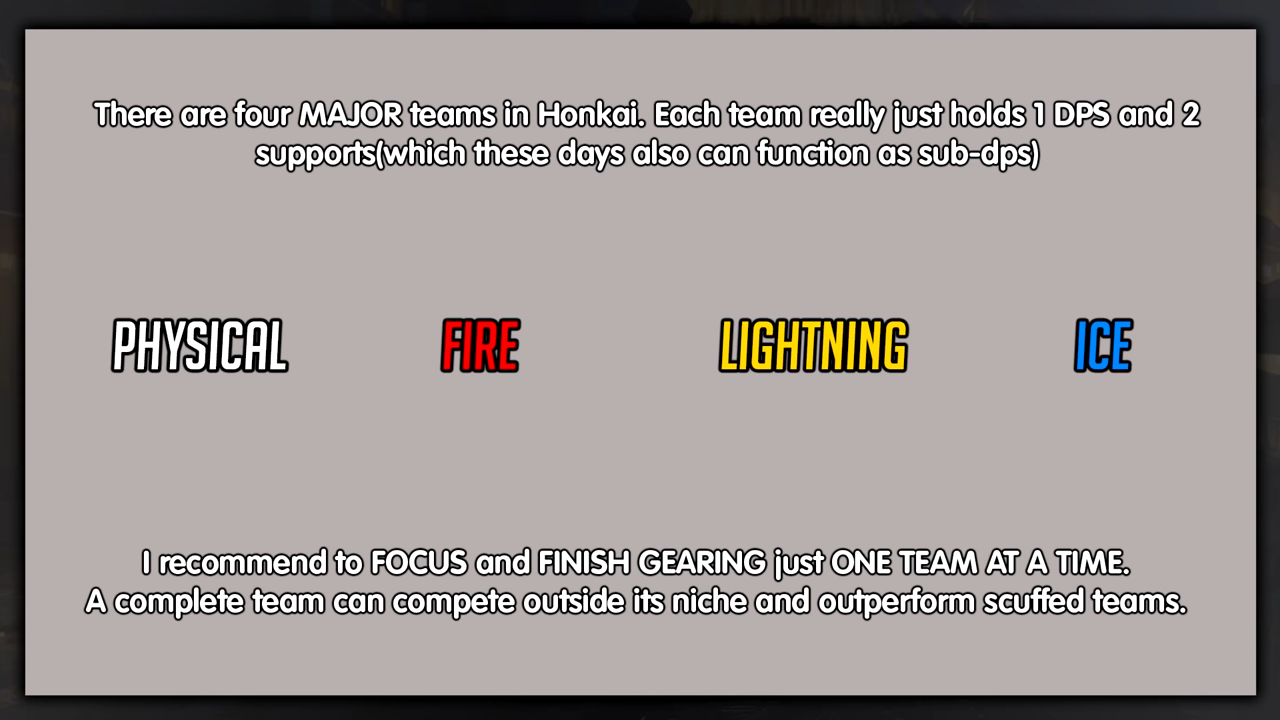 There are four MAJOR teams in Honkai. Each team really just holds 1 DPS and 2
supports(which these days also can function as sub-dps)
PHYSICAL FIRE LIGHTNING ICE
I recommend to FOCUS and FINISH GEARING just ONE TEAM AT A TIME.
A complete team can compete outside its niche and outperform scuffed teams.